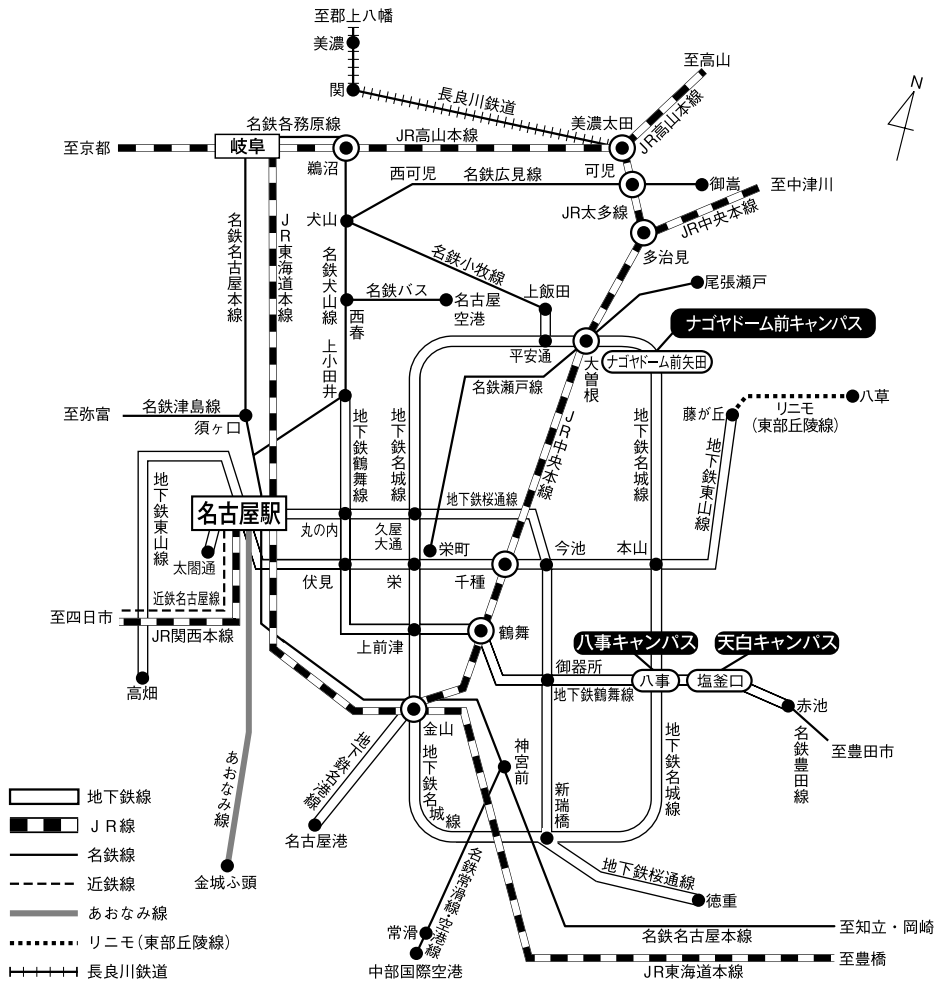 至郡上八幡
美濃
関
長良川鉄道
至高山
N
美濃太田
JR高山本線
名鉄各務原線
JR高山本線
至京都
岐阜
鵜沼
可児
西可児
名鉄広見線
御嵩
至中津川
JR太多線
JR中央本線
犬山
多治見
名鉄名古屋本線
JR東海道本線
名鉄犬山線
名鉄小牧線
尾張瀬戸
名鉄バス
名古屋
空港
上飯田
西春
ナゴヤドーム前キャンパス
平安通
ナゴヤドーム前矢田
大曽根
上小田井
名鉄瀬戸線
至弥富
名鉄津島線
須ヶ口
八草
藤が丘
リニモ
(東部丘陵線)
地下鉄鶴舞線
地下鉄名城線
JR中央本線
地下鉄名城線
地下鉄東山線
地下鉄東山線
名古屋駅
地下鉄桜通線
丸の内
久屋
大通
栄町
今池
本山
太閤通
伏見
栄
千種
近鉄名古屋線
至四日市
JR関西本線
上前津
鶴舞
八事キャンパス
天白キャンパス
御器所
高畑
地下鉄鶴舞線
八事
塩釜口
赤池
金山
至豊田市
名鉄豊田線
あおなみ線
地下鉄名港線
地下鉄名城線
神宮前
地下鉄名城線
新瑞橋
地下鉄線
JR線
名古屋港
名鉄線
金城ふ頭
近鉄線
地下鉄桜通線
徳重
あおなみ線
名鉄常滑線・空港線
至知立・岡崎
常滑
名鉄名古屋本線
リニモ(東部丘陵線)
至豊橋
中部国際空港
JR東海道本線
長良川鉄道